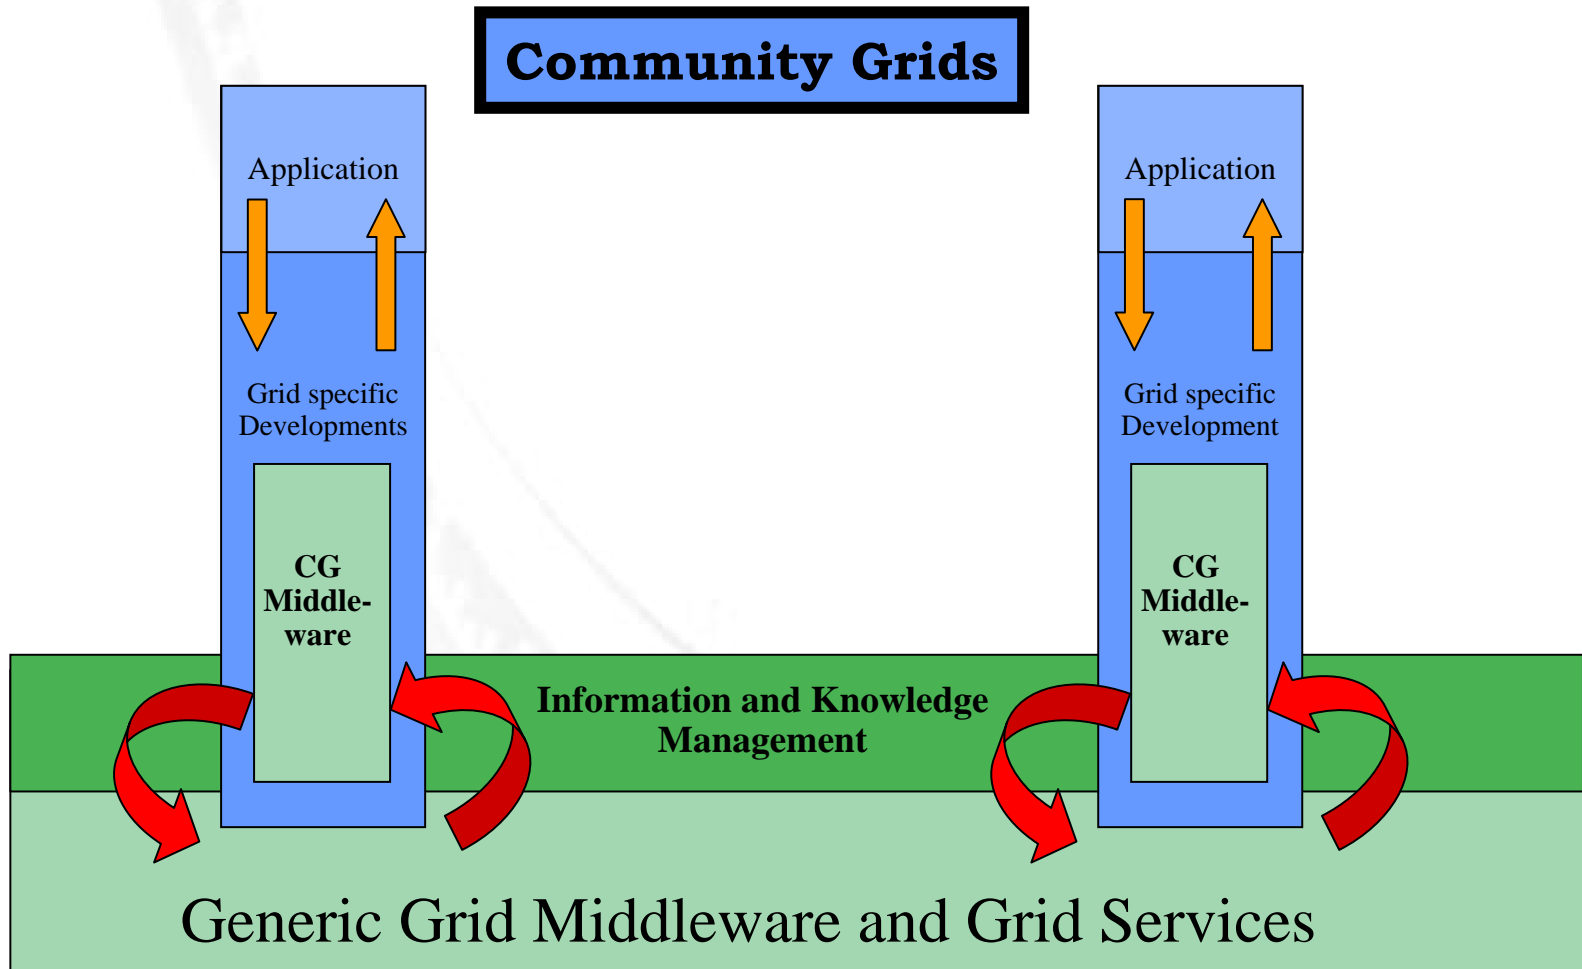 Community Grids
Application
Grid specific
Developments
CG
Middle-
ware
Application
Grid specific
Development
CG
Middle-
ware
Information and Knowledge
Management
Generic Grid Middleware and Grid Services